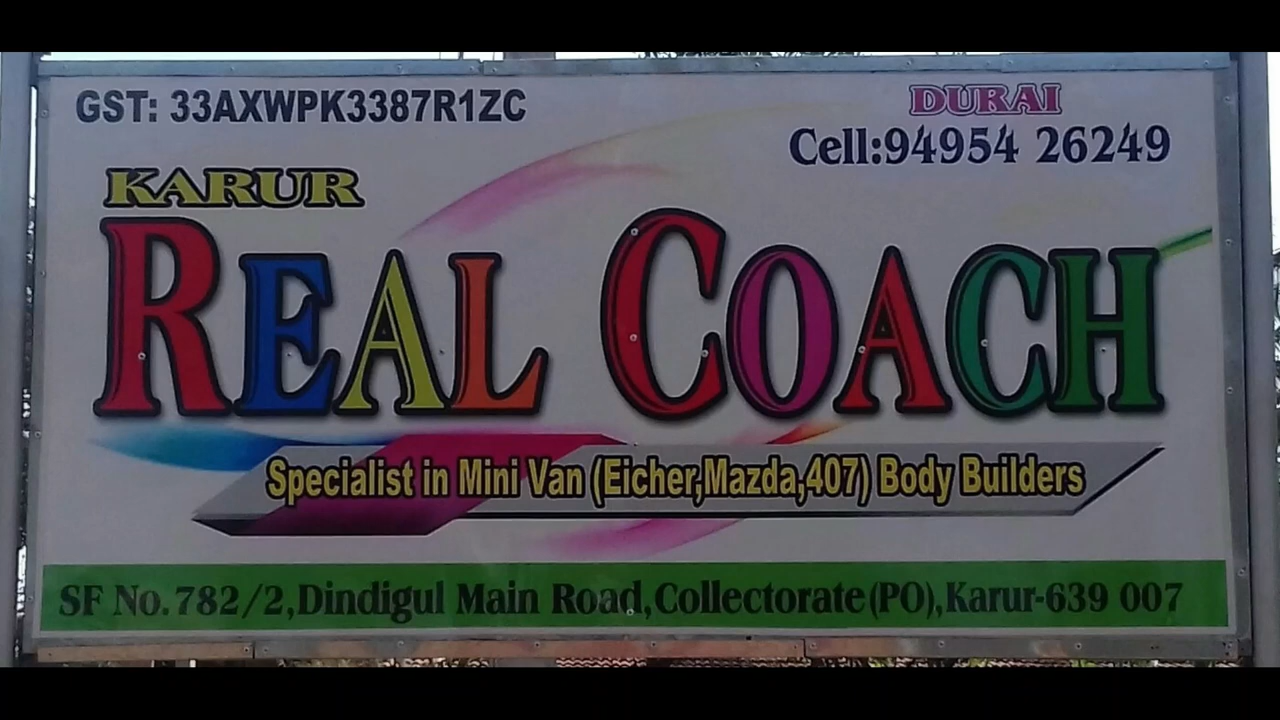 GST: 33AXWPK3387R1ZC
DURAI
Cell:94954 26249
KARUR
REAL COACH
Specialist in Mini Van (Eicher,Mazda,407) Body Builders
SF No.782/2,Dindigul Main Road,Collectorate(PO),Karur-639 007